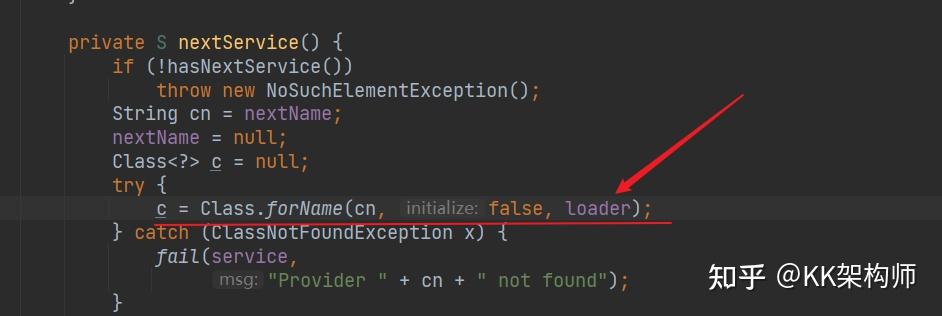 }
private S nextService() {
if (!hasNextService())
throw new NoSuchElementException();
String cn = nextName;
nextName = null;
Class<?> c = null;
try {
c = Class.forName(cn, initialize: false, loader);
} catch (ClassNotFoundException x) {
fail(service,
msg: "Provider " + cn + " not found");
}
知乎 @KK架构师